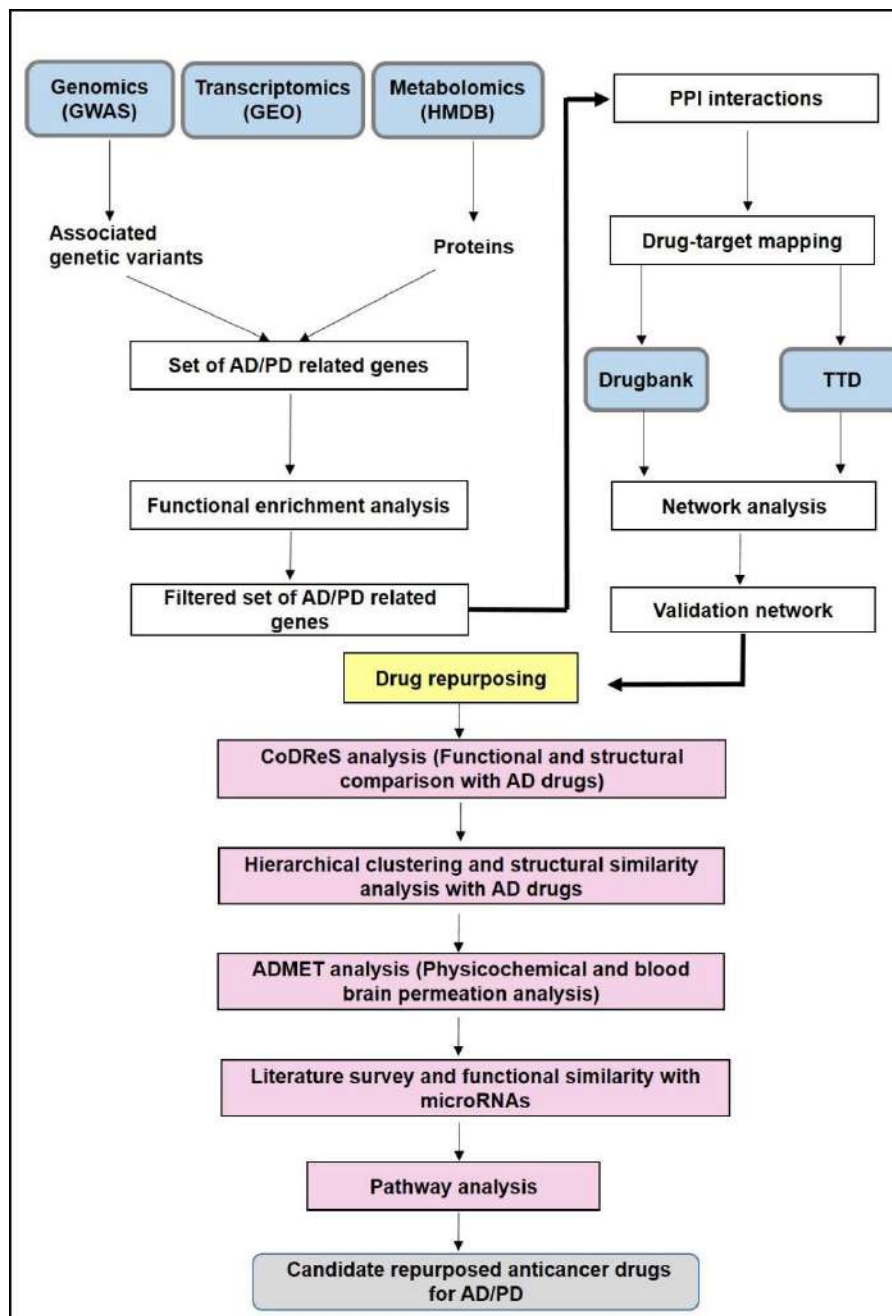 Genomics
(GWAS)
Transcriptomics
(GEO)
Metabolomics
(HMDB)
Associated
genetic variants
Proteins
Set of AD/PD related genes
Functional enrichment analysis
Filtered set of AD/PD related
genes
PPI interactions
Drug-target mapping
Drugbank
TTD
Network analysis
Validation network
Drug repurposing
CoDReS analysis (Functional and structural
comparison with AD drugs)
Hierarchical clustering and structural similarity
analysis with AD drugs
ADMET analysis (Physicochemical and blood
brain permeation analysis)
Literature survey and functional similarity with
microRNAs
Pathway analysis
Candidate repurposed anticancer drugs
for AD/PD